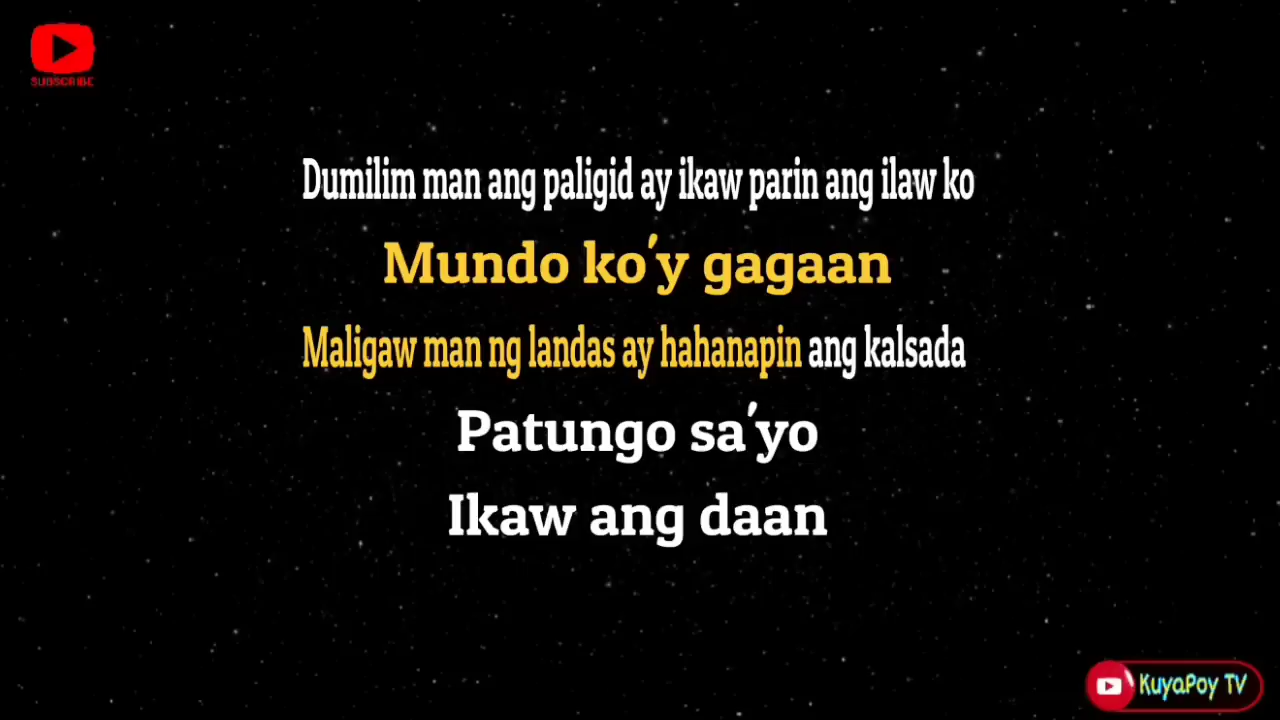 SUBSCRIBE
Dumilim man ang paligid ay ikaw parin ang ilaw ko
Mundo ko'y gagaan
Maligaw man ng landas ay hahanapin ang kalsada
Patungo sa'yo
Ikaw ang daan
KuyaPoy TV